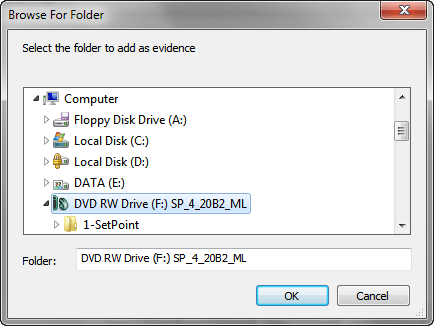 Browse For Folder
Select the folder to add as evidence
Computer
Floppy Disk Drive (A:)
Local Disk (C:)
Local Disk (D:)
DATA (E:)
DVD RW Drive (F:) SP_4_20B2_ML
1-SetPoint
Folder: DVD RW Drive (F:) SP_4_20B2_ML
OK Cancel